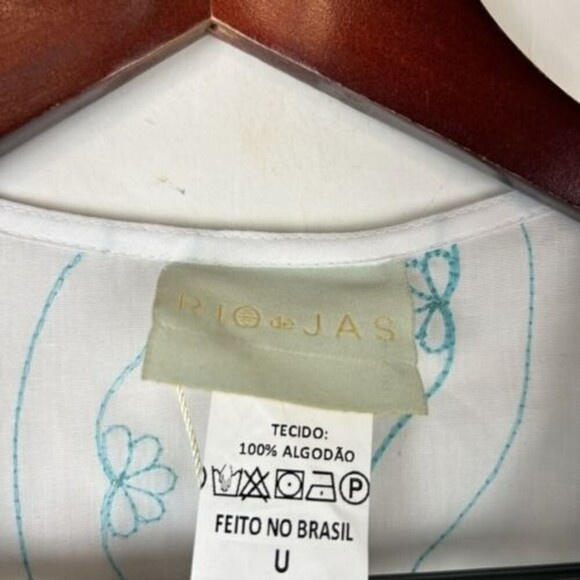 RIO de JAS
TECIDO:
100% ALGODÃO
P
FEITO NO BRASIL
U